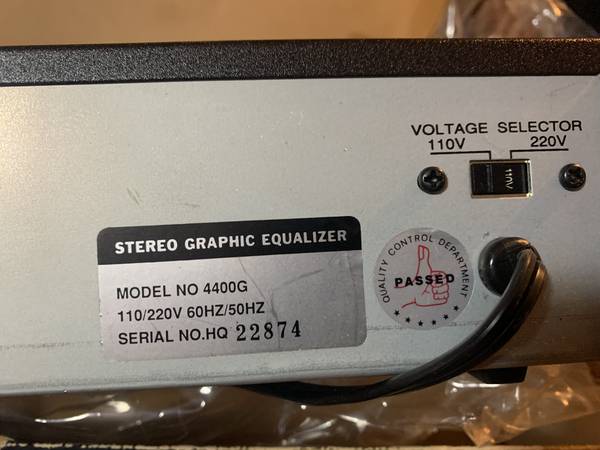 VOLTAGE SELECTOR
110V 220V
110V
STEREO GRAPHIC EQUALIZER
MODEL NO 4400G
110/220V 60HZ/50HZ
SERIAL NO.HQ 22874
QUALITY CONTROL DEPARTMENT
PASSED